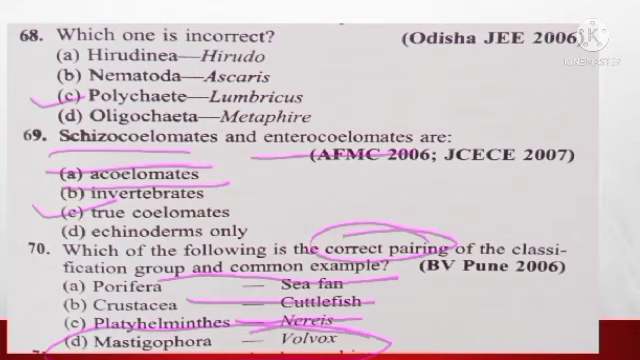 68. Which one is incorrect? (Odisha JEE 2006)
KINEMASTER
(a) Hirudinea—Hirudo
(b) Nematoda—Ascaris
(c) Polychaete—Lumbricus
(d) Oligochaeta—Metaphire
69. Schizocoelomates and enterocoelomates are:
(AFMC 2006; JCECE 2007)
(a) acoelomates
(b) invertebrates
(c) true coelomates
(d) echinoderms only
70. Which of the following is the correct pairing of the classi-
fication group and common example? (BV Pune 2006)
(a) Porifera — Sea fan
(b) Crustacea — Cuttlefish
(c) Platyhelminthes — Nereis
(d) Mastigophora — Volvox